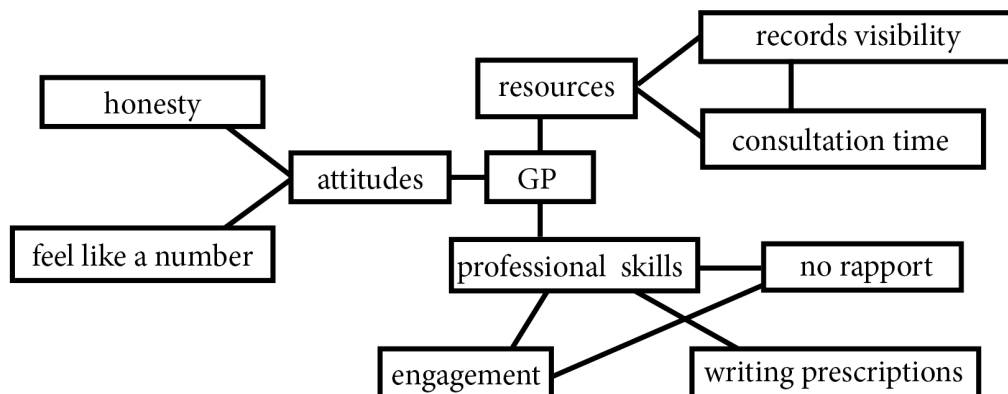 records visibility
resources
honesty
consultation time
attitudes
GP
feel like a number
professional skills
no rapport
engagement
writing prescriptions